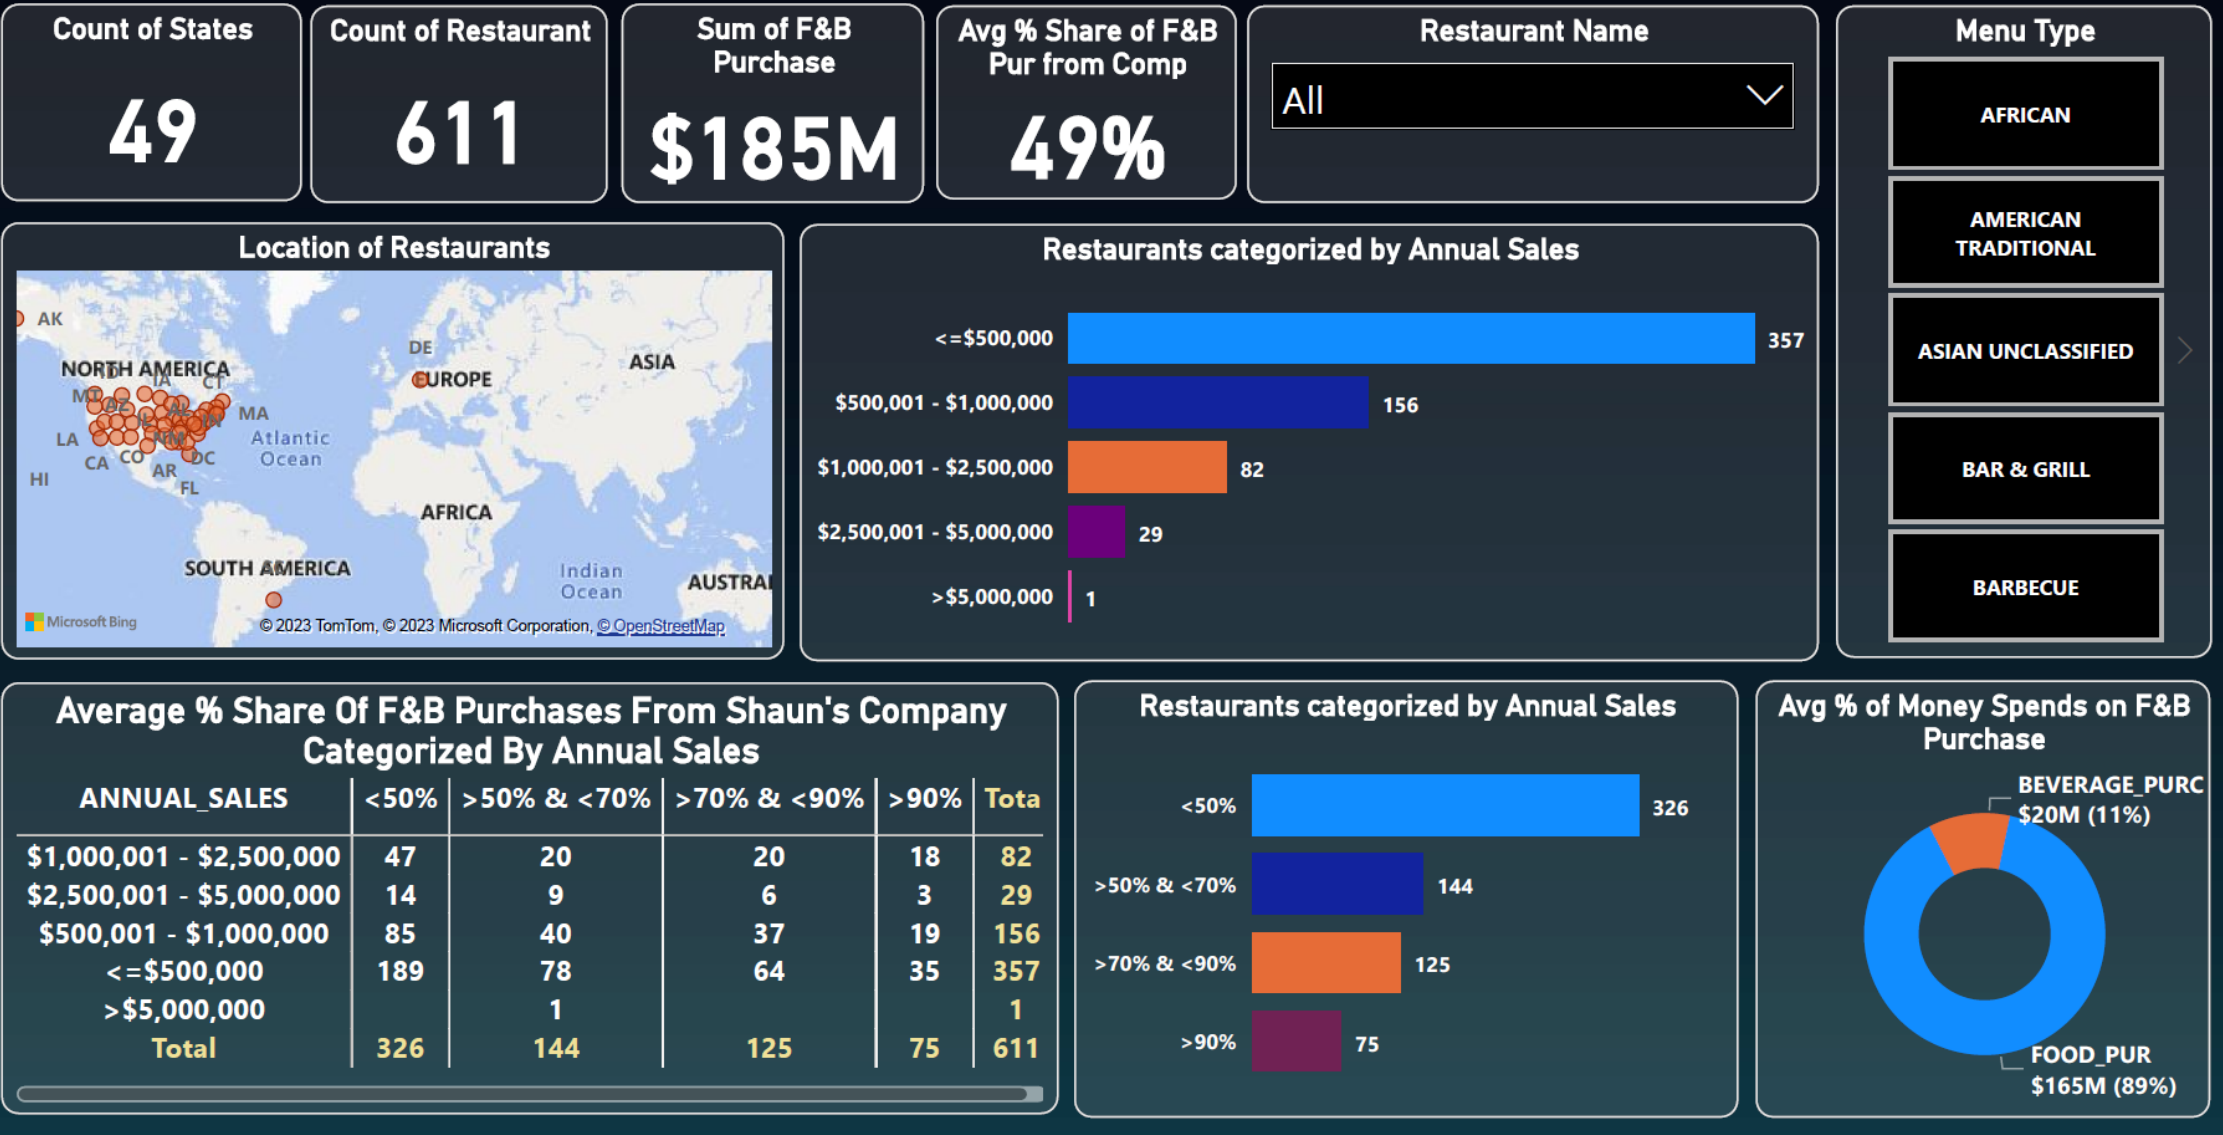 Count of States
49
Count of Restaurant
611
Sum of F&B
Purchase
$185M
Avg % Share of F&B
Pur from Comp
49%
Restaurant Name
All
Menu Type
AFRICAN
AMERICAN
TRADITIONAL
ASIAN UNCLASSIFIED
BAR & GRILL
BARBECUE
Location of Restaurants
AK
DE
NORTH AMERICA
ASIA
EUROPE
ID
IA
CT
MT
AZ
AL
MA
IL
IN
LA
NM
Atlantic
Ocean
CA
CO
AR
DC
HI
FL
AFRICA
SOUTH AMERICA
Indian
Ocean
AUSTRAL
Microsoft Bing
© 2023 TomTom, © 2023 Microsoft Corporation, © OpenStreetMap
Restaurants categorized by Annual Sales
<=$500,000 357
$500,001 - $1,000,000 156
$1,000,001 - $2,500,000 82
$2,500,001 - $5,000,000 29
>$5,000,000 1
Average % Share Of F&B Purchases From Shaun's Company
Categorized By Annual Sales
ANNUAL_SALES <50% >50% & <70% >70% & <90% >90% Tota
$1,000,001 - $2,500,000 47 20 20 18 82
$2,500,001 - $5,000,000 14 9 6 3 29
$500,001 - $1,000,000 85 40 37 19 156
<=$500,000 189 78 64 35 357
>$5,000,000 1 1
Total 326 144 125 75 611
Restaurants categorized by Annual Sales
<50% 326
>50% & <70% 144
>70% & <90% 125
>90% 75
Avg % of Money Spends on F&B
Purchase
BEVERAGE_PURC
$20M (11%)
FOOD_PUR
$165M (89%)